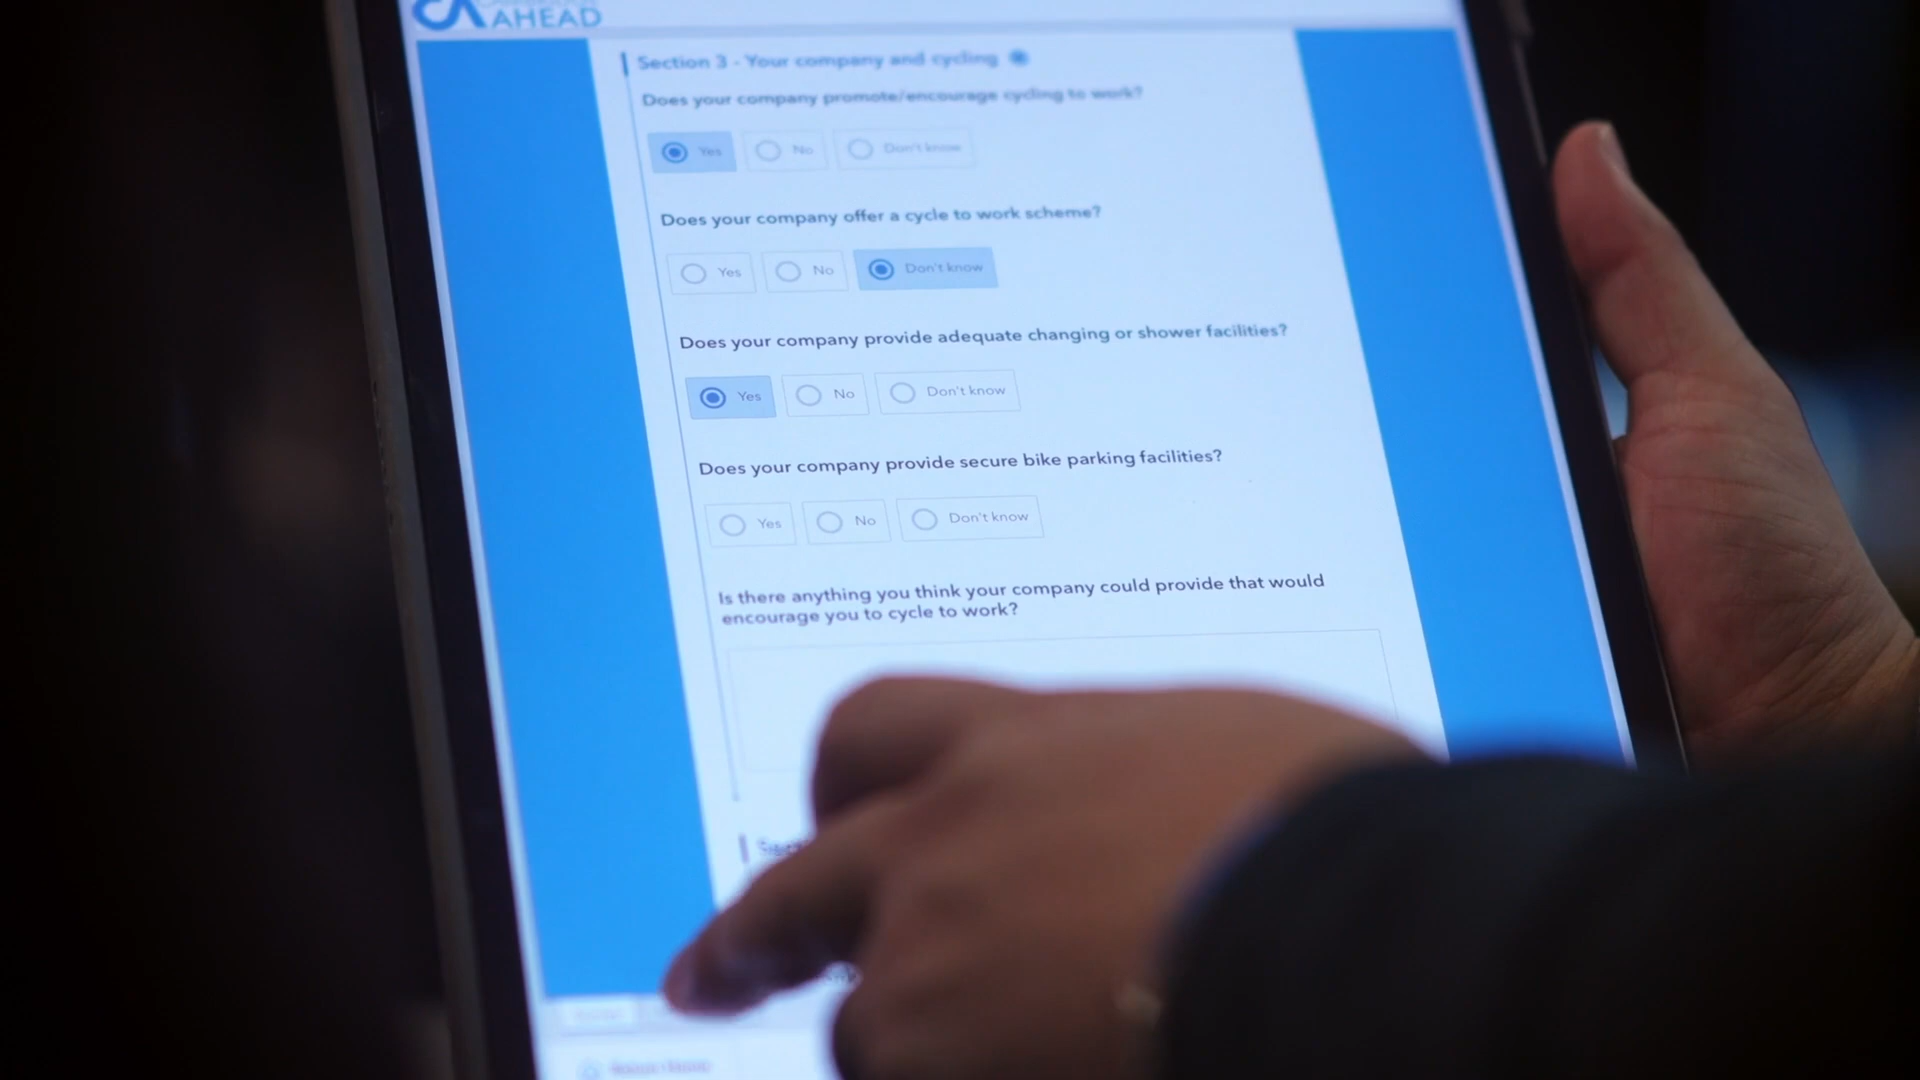 AHEAD
Section 3 - Your company and cycling
Does your company promote/encourage cycling to work?
Yes No Don't know
Does your company offer a cycle to work scheme?
Yes No Don't know
Does your company provide adequate changing or shower facilities?
Yes No Don't know
Does your company provide secure bike parking facilities?
Yes No Don't know
Is there anything you think your company could provide that would
encourage you to cycle to work?